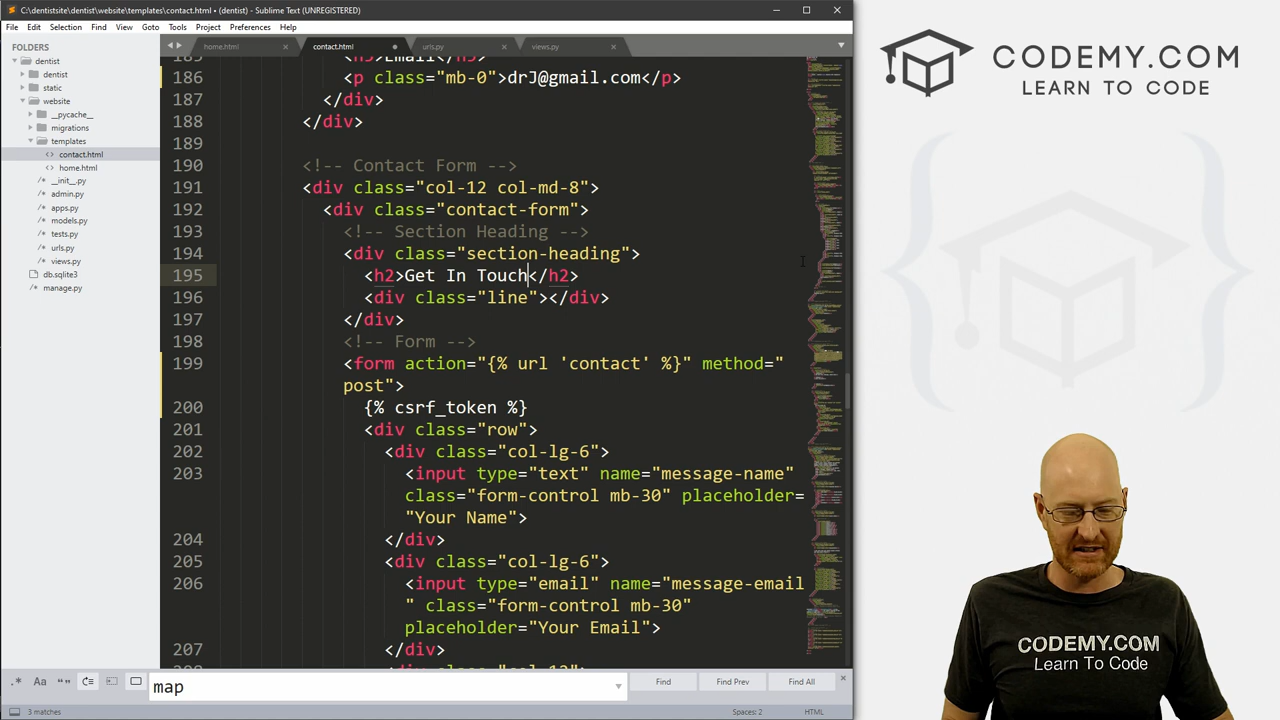 C:\dentistsite\dentist\website\templates\contact.html • (dentist) - Sublime Text (UNREGISTERED)
File Edit Selection Find View Goto Tools Project Preferences Help
FOLDERS
dentist
dentist
static
website
__pycache__
migrations
templates
contact.html
home.html
__init__.py
admin.py
apps.py
models.py
tests.py
urls.py
views.py
db.sqlite3
manage.py
home.html contact.html urls.py views.py
186 <p class="mb-0">drJ@gmail.com</p>
187 </div>
188 </div>
189
190 <!-- Contact Form -->
191 <div class="col-12 col-md-8">
192 <div class="contact-form">
193 <!-- Section Heading -->
194 <div class="section-heading">
195 <h2>Get In Touch</h2>
196 <div class="line"></div>
197 </div>
198 <!-- Form -->
199 <form action="{% url 'contact' %}" method="
post">
200 {% csrf_token %}
201 <div class="row">
202 <div class="col-lg-6">
203 <input type="text" name="message-name"
class="form-control mb-30" placeholder=
"Your Name">
204 </div>
205 <div class="col-lg-6">
206 <input type="email" name="message-email
" class="form-control mb-30"
placeholder="Your Email">
207 </div>
map
Find Find Prev Find All
3 matches
Spaces: 2 HTML
CODEMY.COM
LEARN TO CODE
CODEMY.COM
Learn To Code